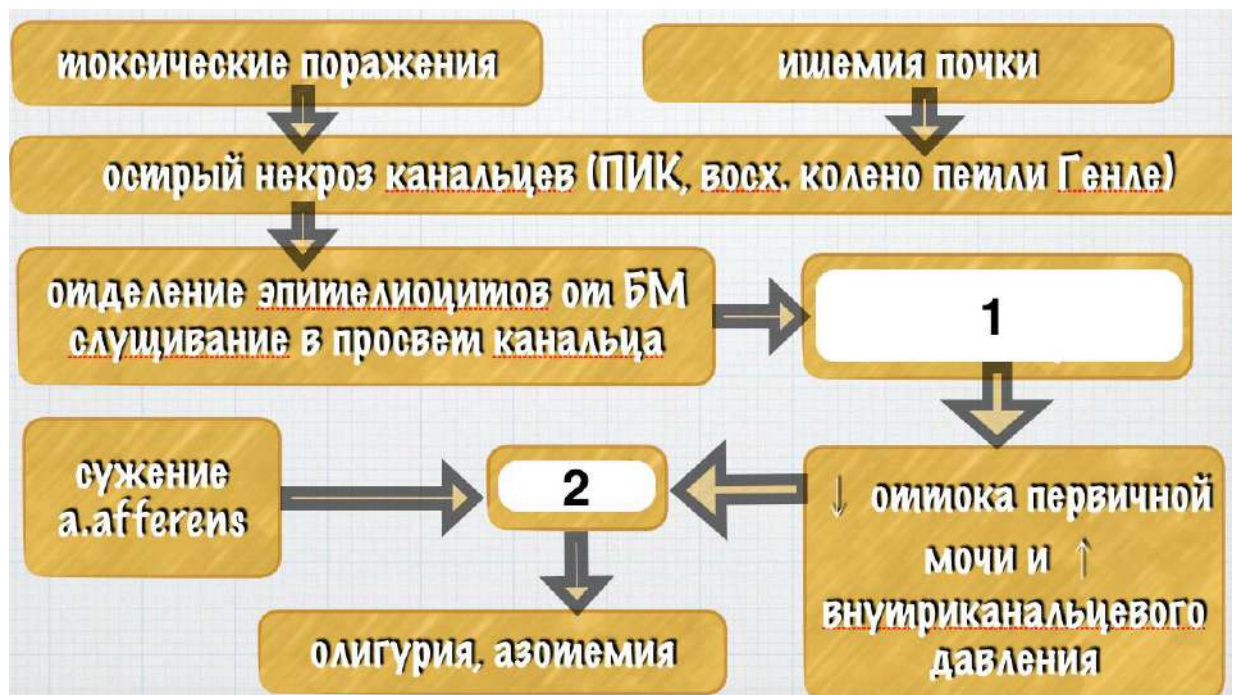 токсические поражения
ишемия почки
острый некроз канальцев (ПИК, восх. колено петли Генле)
отделение эпителиоцитов от БМ
слущивание в просвет канальца
1
сужение
a.afferens
2
↓ оттока первичной
мочи и ↑
внутриканальцевого
давления
олигурия, азотемия